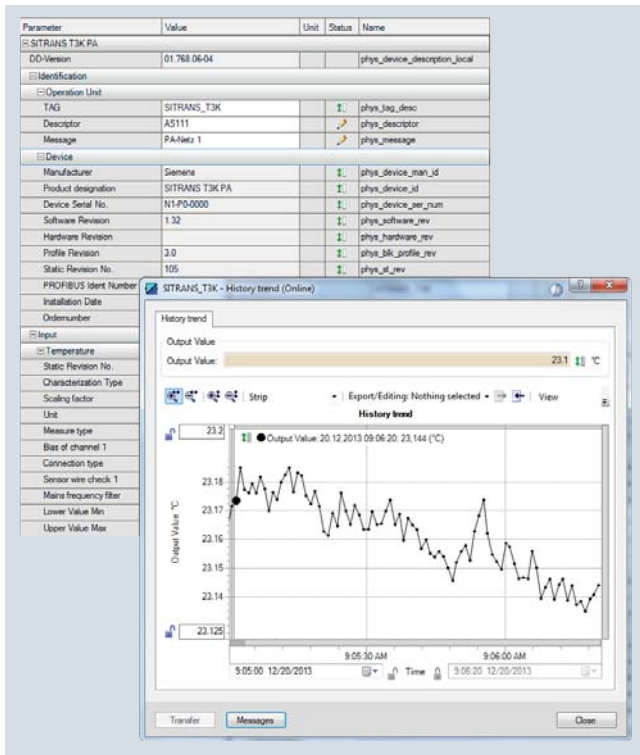 Parameter Value Unit Status Name
SITRANS T3K PA
DD-Version 01.768.06-04 phys_device_description_local
Identification
Operation Unit
TAG SITRANS_T3K phys_tag_desc
Descriptor AS111 phys_descriptor
Message PA-Netz 1 phys_message
Device
Manufacturer Siemens phys_device_man_id
Product designation SITRANS T3K PA phys_device_id
Device Serial No. N1-P0-0000 phys_device_ser_num
Software Revision 1.32 phys_software_rev
Hardware Revision phys_hardware_rev
Profile Revision 3.0 phys_blk_profile_rev
Static Revision No. 105 phys_st_rev
PROFIBUS Ident Number
Installation Date
Ordernumber
Input
Temperature
Static Revision No.
Characterization Type
Scaling factor
Unit
Measure type
Bias of channel 1
Connection type
Sensor wire check 1
Mains frequency filter
Lower Value Min
Upper Value Max
SITRANS_T3K - History trend (Online)
History trend
Output Value
Output Value: 23.1 °C
Strip Export/Editing: Nothing selected View
History trend
23.2
Output Value: 20.12.2013 09:06:20: 23,144 (°C)
23.18
23.17
23.16
23.15
23.14
23.125
Output Value °C
9:05:30 AM 9:06:00 AM
9:05:00 12/20/2013 Time 9:06:20 12/20/2013
Transfer Messages Close